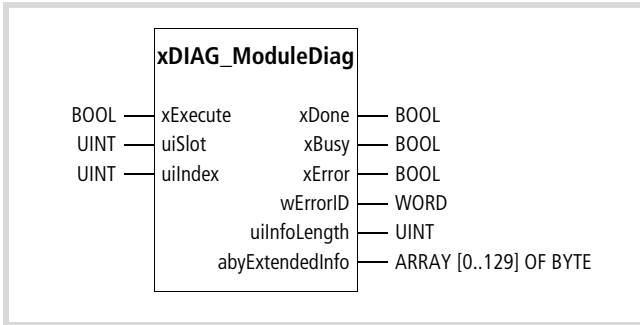 xDIAG_ModuleDiag
BOOL xExecute xDone BOOL
UINT uiSlot xBusy BOOL
UINT uiIndex xError BOOL
wErrorID WORD
uiInfoLength UINT
abyExtendedInfo ARRAY [0..129] OF BYTE